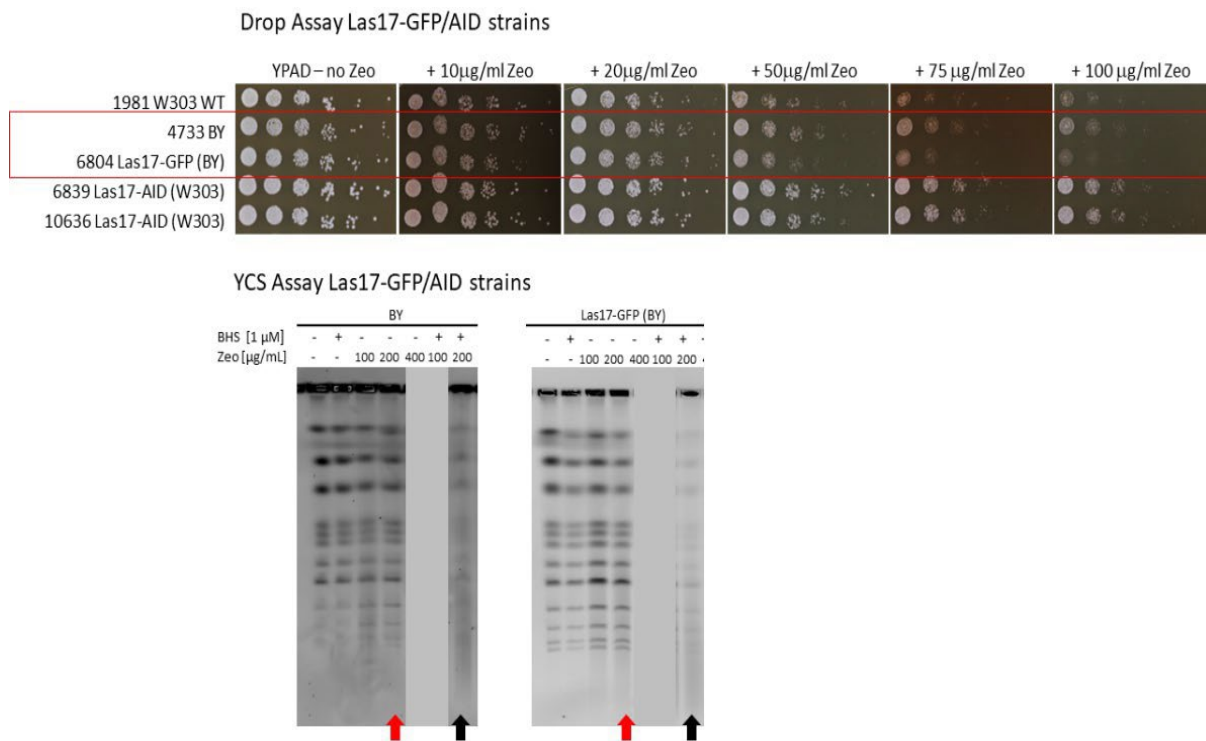 Drop Assay Las17-GFP/AID strains
YPAD – no Zeo + 10µg/ml Zeo + 20µg/ml Zeo + 50µg/ml Zeo + 75 µg/ml Zeo + 100 µg/ml Zeo
1981 W303 WT
4733 BY
6804 Las17-GFP (BY)
6839 Las17-AID (W303)
10636 Las17-AID (W303)
YCS Assay Las17-GFP/AID strains
BY Las17-GFP (BY)
BHS [1 µM] - + - - - + + - + - - - + +
Zeo [µg/mL] - - 100 200 400 100 200 - - 100 200 400 100 200